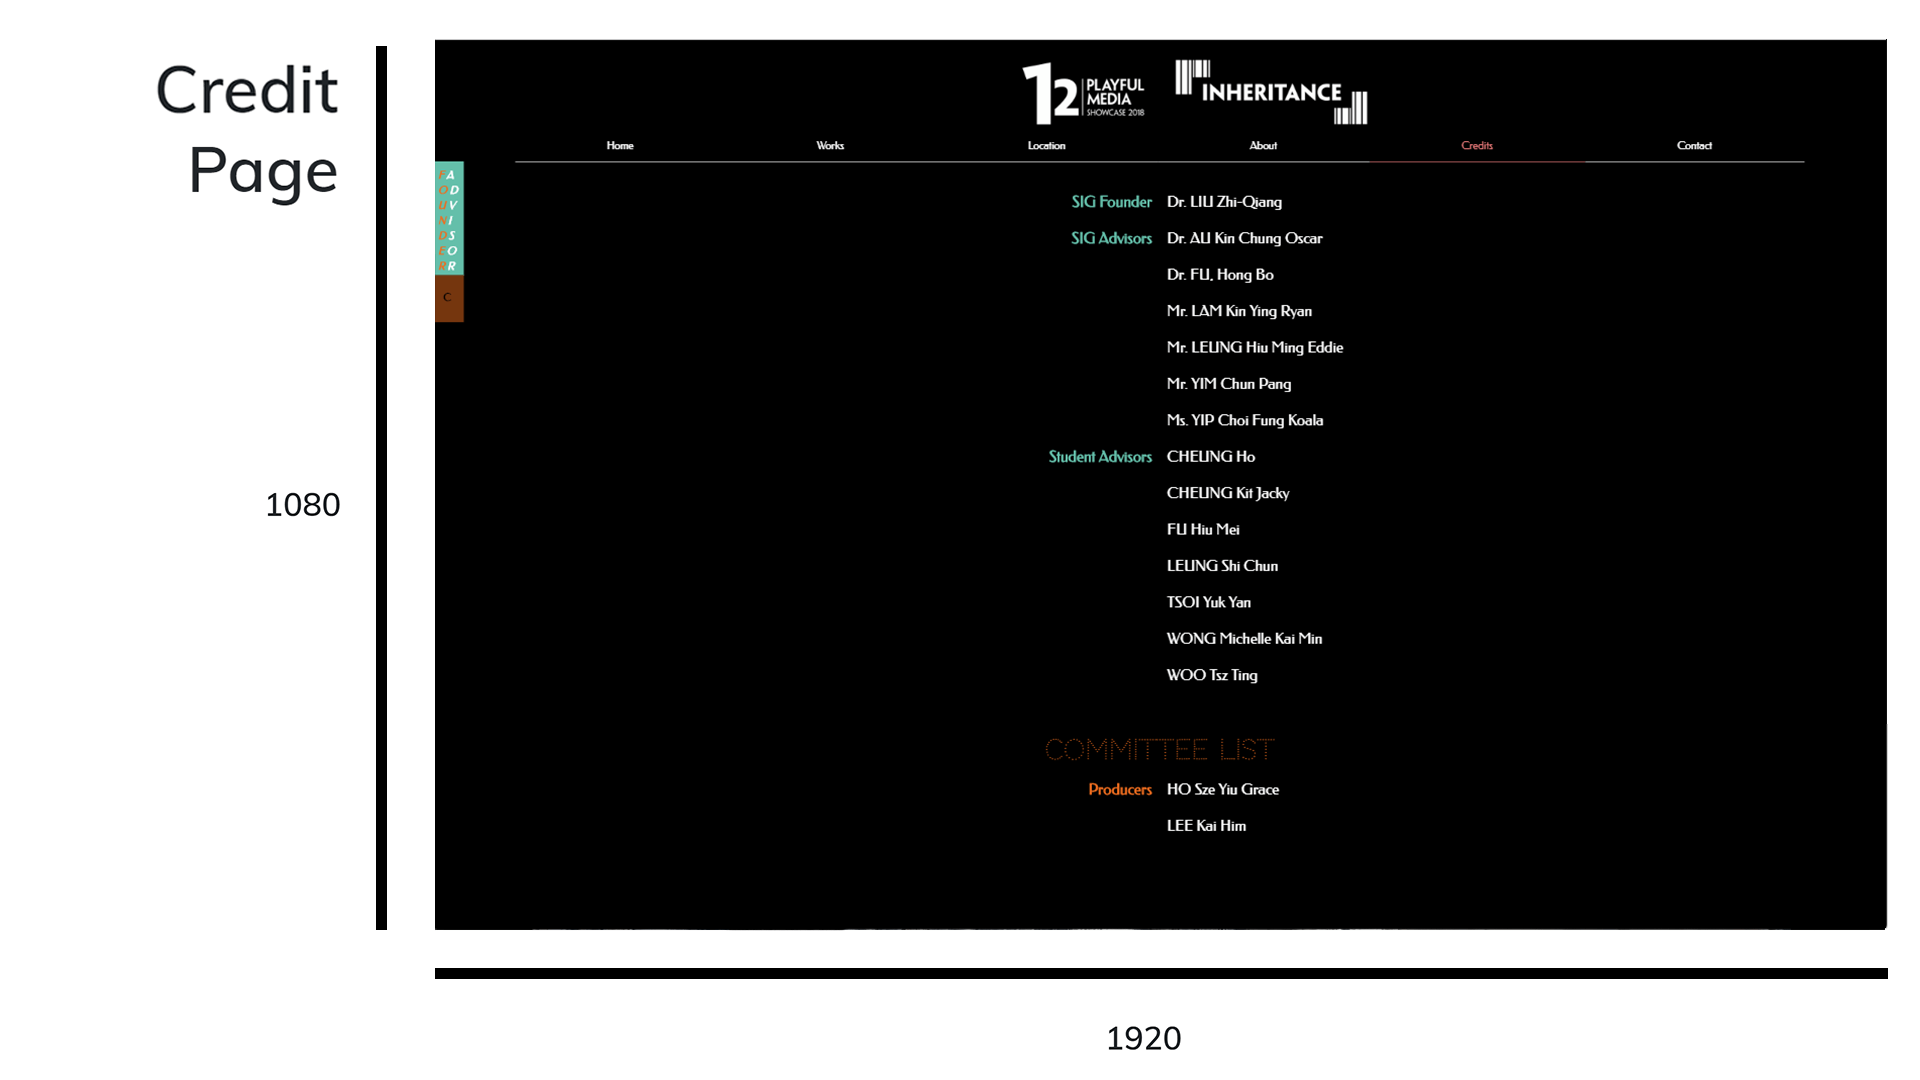 Credit
Page
1080
12 PLAYFUL
MEDIA
SHOWCASE 2018
INHERITANCE
Home Works Location About Credits Contact
FOUNDER
ADVISOR
C
SIG Founder Dr. LIU Zhi-Qiang
SIG Advisors Dr. AU Kin Chung Oscar
Dr. FU, Hong Bo
Mr. LAM Kin Ying Ryan
Mr. LEUNG Hiu Ming Eddie
Mr. YIM Chun Pang
Ms. YIP Choi Fung Koala
Student Advisors CHEUNG Ho
CHEUNG Kit Jacky
FU Hiu Mei
LEUNG Shi Chun
TSOI Yuk Yan
WONG Michelle Kai Min
WOO Tsz Ting
COMMITTEE LIST
Producers HO Sze Yiu Grace
LEE Kai Him
1920